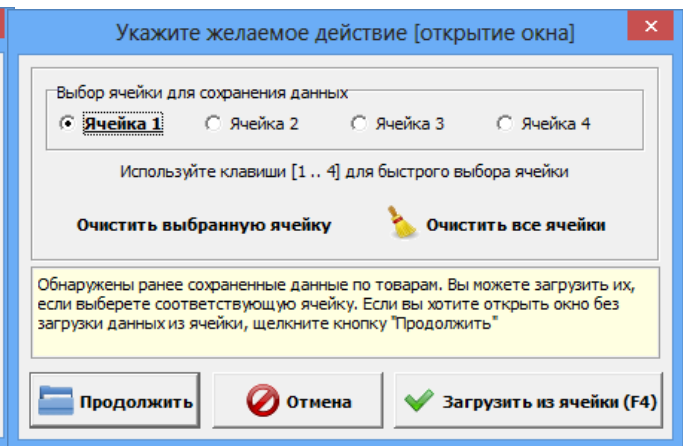 Укажите желаемое действие [открытие окна]
Выбор ячейки для сохранения данных
Ячейка 1 Ячейка 2 Ячейка 3 Ячейка 4
Используйте клавиши [1 .. 4] для быстрого выбора ячейки
Очистить выбранную ячейку Очистить все ячейки
Обнаружены ранее сохраненные данные по товарам. Вы можете загрузить их,
если выберете соответствующую ячейку. Если вы хотите открыть окно без
загрузки данных из ячейки, щелкните кнопку "Продолжить"
Продолжить Отмена Загрузить из ячейки (F4)